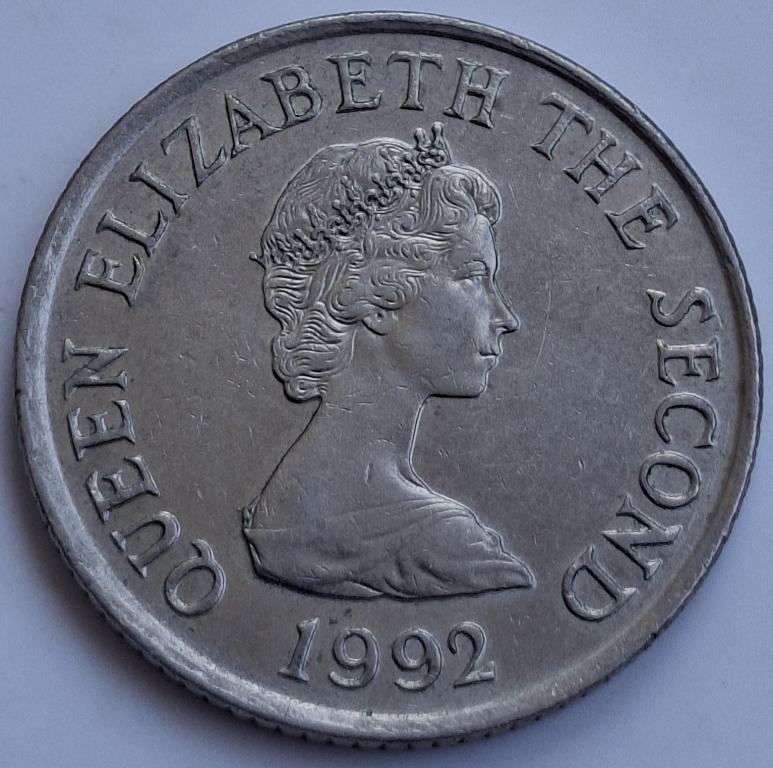 QUEEN ELIZABETH THE SECOND
1992